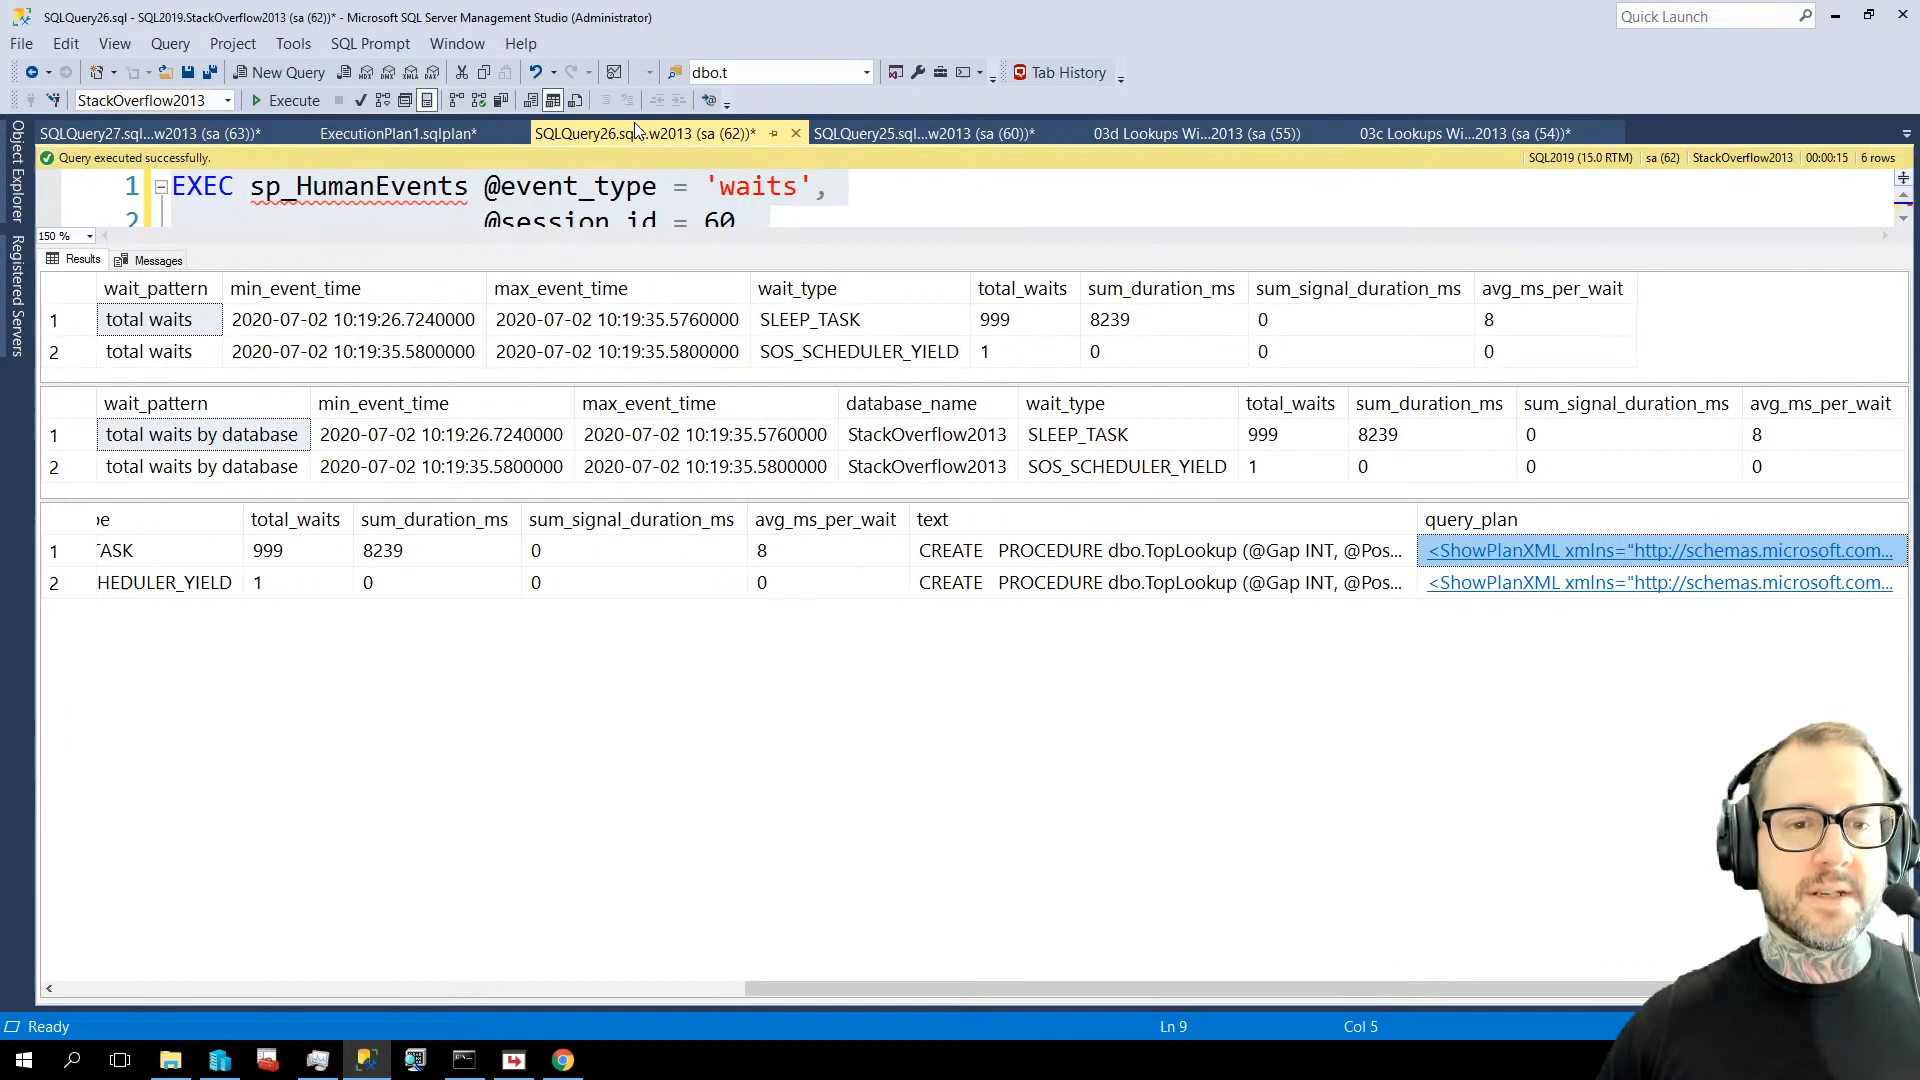 SQLQuery26.sql - SQL2019.StackOverflow2013 (sa (62))* - Microsoft SQL Server Management Studio (Administrator)
Quick Launch
File Edit View Query Project Tools SQL Prompt Window Help
New Query dbo.t Tab History
StackOverflow2013 Execute
SQLQuery27.sql...w2013 (sa (63))* ExecutionPlan1.sqlplan* SQLQuery26.sql...w2013 (sa (62))* SQLQuery25.sql...w2013 (sa (60))* 03d Lookups Wi...2013 (sa (55)) 03c Lookups Wi...2013 (sa (54))*
Query executed successfully. SQL2019 (15.0 RTM) sa (62) StackOverflow2013 00:00:15 6 rows
Object Explorer
Registered Servers
1 EXEC sp_HumanEvents @event_type = 'waits',
2 @session_id = 60
150 %
Results Messages
wait_pattern min_event_time max_event_time wait_type total_waits sum_duration_ms sum_signal_duration_ms avg_ms_per_wait
1 total waits 2020-07-02 10:19:26.7240000 2020-07-02 10:19:35.5760000 SLEEP_TASK 999 8239 0 8
2 total waits 2020-07-02 10:19:35.5800000 2020-07-02 10:19:35.5800000 SOS_SCHEDULER_YIELD 1 0 0 0
wait_pattern min_event_time max_event_time database_name wait_type total_waits sum_duration_ms sum_signal_duration_ms avg_ms_per_wait
1 total waits by database 2020-07-02 10:19:26.7240000 2020-07-02 10:19:35.5760000 StackOverflow2013 SLEEP_TASK 999 8239 0 8
2 total waits by database 2020-07-02 10:19:35.5800000 2020-07-02 10:19:35.5800000 StackOverflow2013 SOS_SCHEDULER_YIELD 1 0 0 0
pe total_waits sum_duration_ms sum_signal_duration_ms avg_ms_per_wait text query_plan
1 TASK 999 8239 0 8 CREATE PROCEDURE dbo.TopLookup (@Gap INT, @Pos... <ShowPlanXML xmlns="http://schemas.microsoft.com...
2 HEDULER_YIELD 1 0 0 0 CREATE PROCEDURE dbo.TopLookup (@Gap INT, @Pos... <ShowPlanXML xmlns="http://schemas.microsoft.com...
Ready Ln 9 Col 5